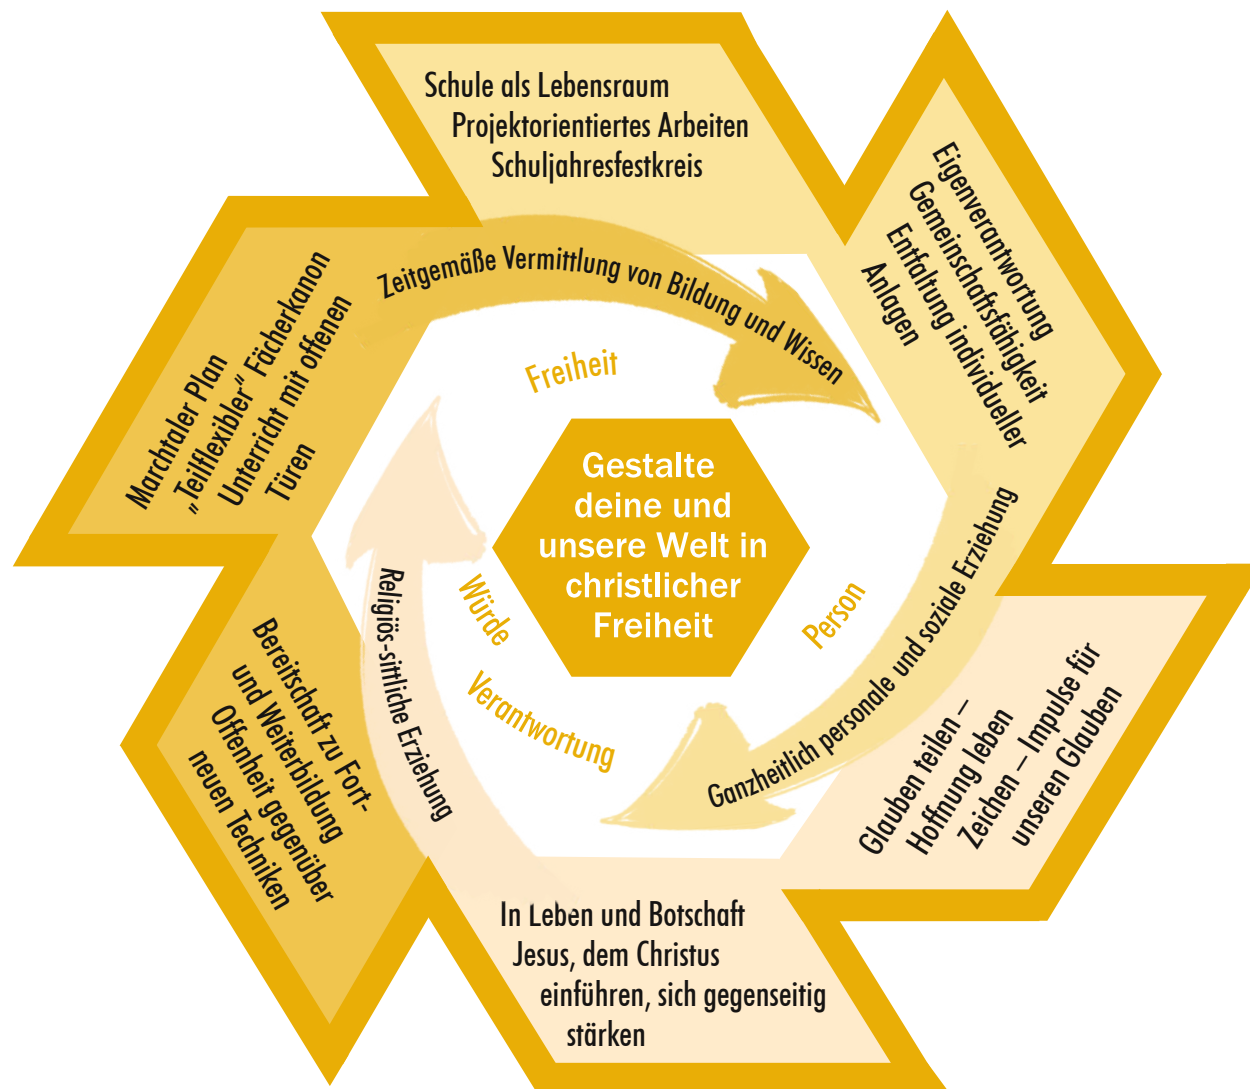 Schule als Lebensraum
Projektorientiertes Arbeiten
Schuljahresfestkreis
Eigenverantwortung
Gemeinschaftsfähigkeit
Entfaltung individueller
Anlagen
Marchtaler Plan
„Teilflexibler“ Fächerkanon
Unterricht mit offenen
Türen
Zeitgemäße Vermittlung von Bildung und Wissen
Freiheit
Gestalte
deine und
unsere Welt in
christlicher
Freiheit
Würde
Person
Verantwortung
Ganzheitlich personale und soziale Erziehung
Religiös-sittliche Erziehung
Bereitschaft zu Fort-
und Weiterbildung
Offenheit gegenüber
neuen Techniken
Glauben teilen –
Hoffnung leben
Zeichen – Impulse für
unseren Glauben
In Leben und Botschaft
Jesus, dem Christus
einführen, sich gegenseitig
stärken